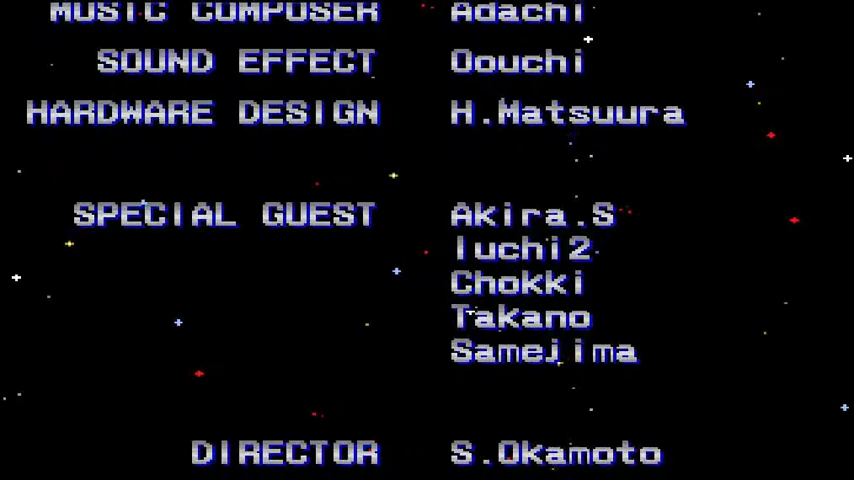 MUSIC COMPOSER Adachi
SOUND EFFECT Oouchi
HARDWARE DESIGN H.Matsuura
SPECIAL GUEST Akira.S
Iuchi2
Chokki
Takano
Samejima
DIRECTOR S.Okamoto